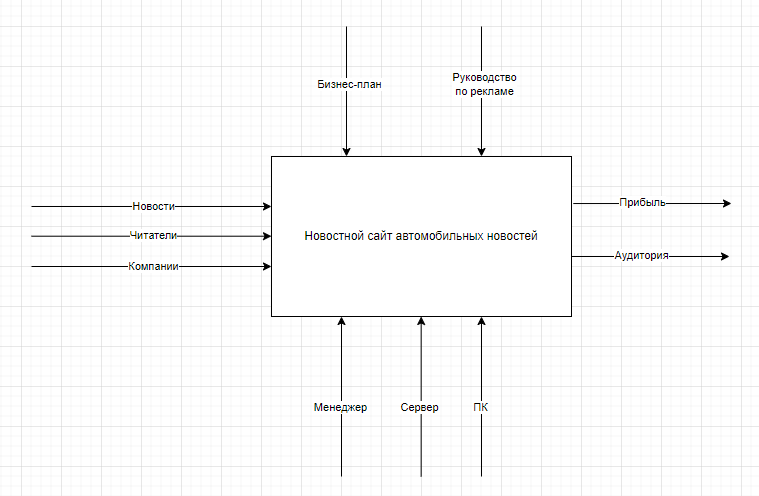 Бизнес-план
Руководство
по рекламе
Новости
Читатели
Компании
Новостной сайт автомобильных новостей
Прибыль
Аудитория
Менеджер
Сервер
ПК